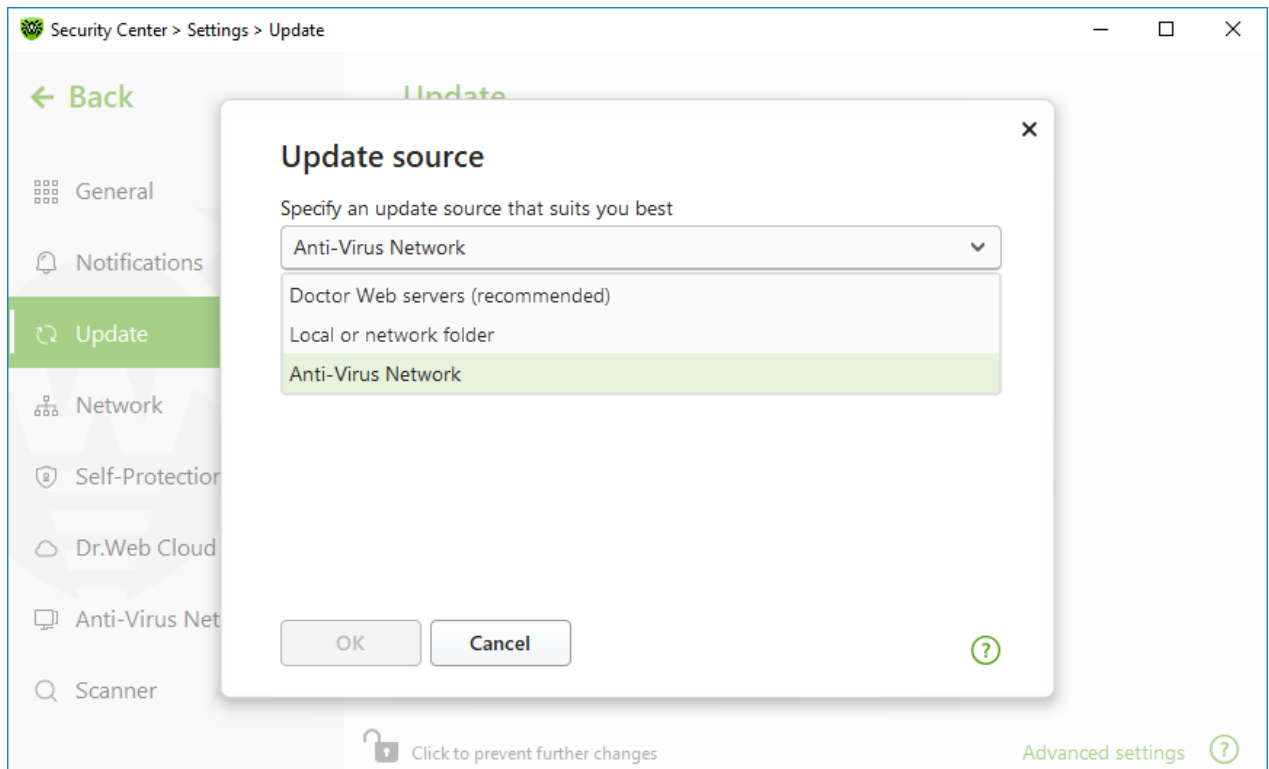 Security Center > Settings > Update
Back
Update
Update source
Specify an update source that suits you best
Anti-Virus Network
Doctor Web servers (recommended)
Local or network folder
Anti-Virus Network
OK
Cancel
?
General
Notifications
Update
Network
Self-Protection
Dr.Web Cloud
Anti-Virus Net
Scanner
Click to prevent further changes
Advanced settings
?